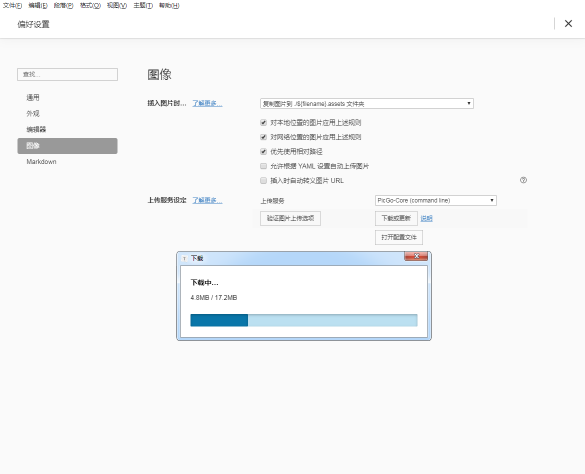 文件(F) 编辑(E) 段落(P) 格式(O) 视图(V) 主题(T) 帮助(H)
偏好设置
查找...
通用
外观
编辑器
图像
Markdown
图像
插入图片时... 了解更多... 复制图片到 ./${filename}.assets 文件夹
对本地位置的图片应用上述规则
对网络位置的图片应用上述规则
优先使用相对路径
允许根据 YAML 设置自动上传图片
插入时自动转义图片 URL
上传服务设定 了解更多... 上传服务 PicGo-Core (command line)
验证图片上传选项 下载或更新 说明
打开配置文件
下载
下载中...
4.8MB / 17.2MB